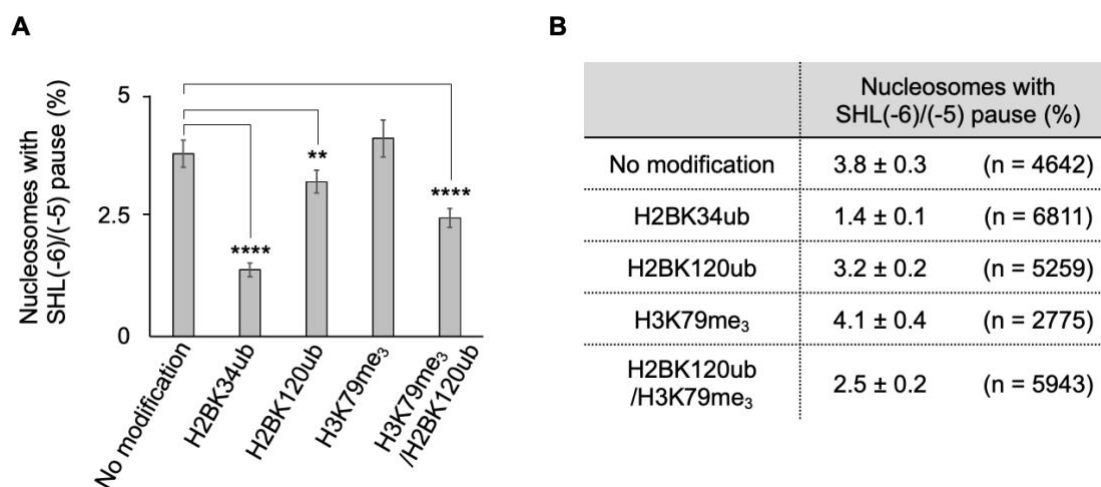 A
Nucleosomes with
SHL(-6)/(-5) pause (%)
5
2.5
0
****
**
****
No modification
H2BK34ub
H2BK120ub
H3K79me₃
H3K79me₃
/H2BK120ub
B
Nucleosomes with
SHL(-6)/(-5) pause (%)
No modification 3.8 ± 0.3 (n = 4642)
H2BK34ub 1.4 ± 0.1 (n = 6811)
H2BK120ub 3.2 ± 0.2 (n = 5259)
H3K79me₃ 4.1 ± 0.4 (n = 2775)
H2BK120ub
/H3K79me₃ 2.5 ± 0.2 (n = 5943)